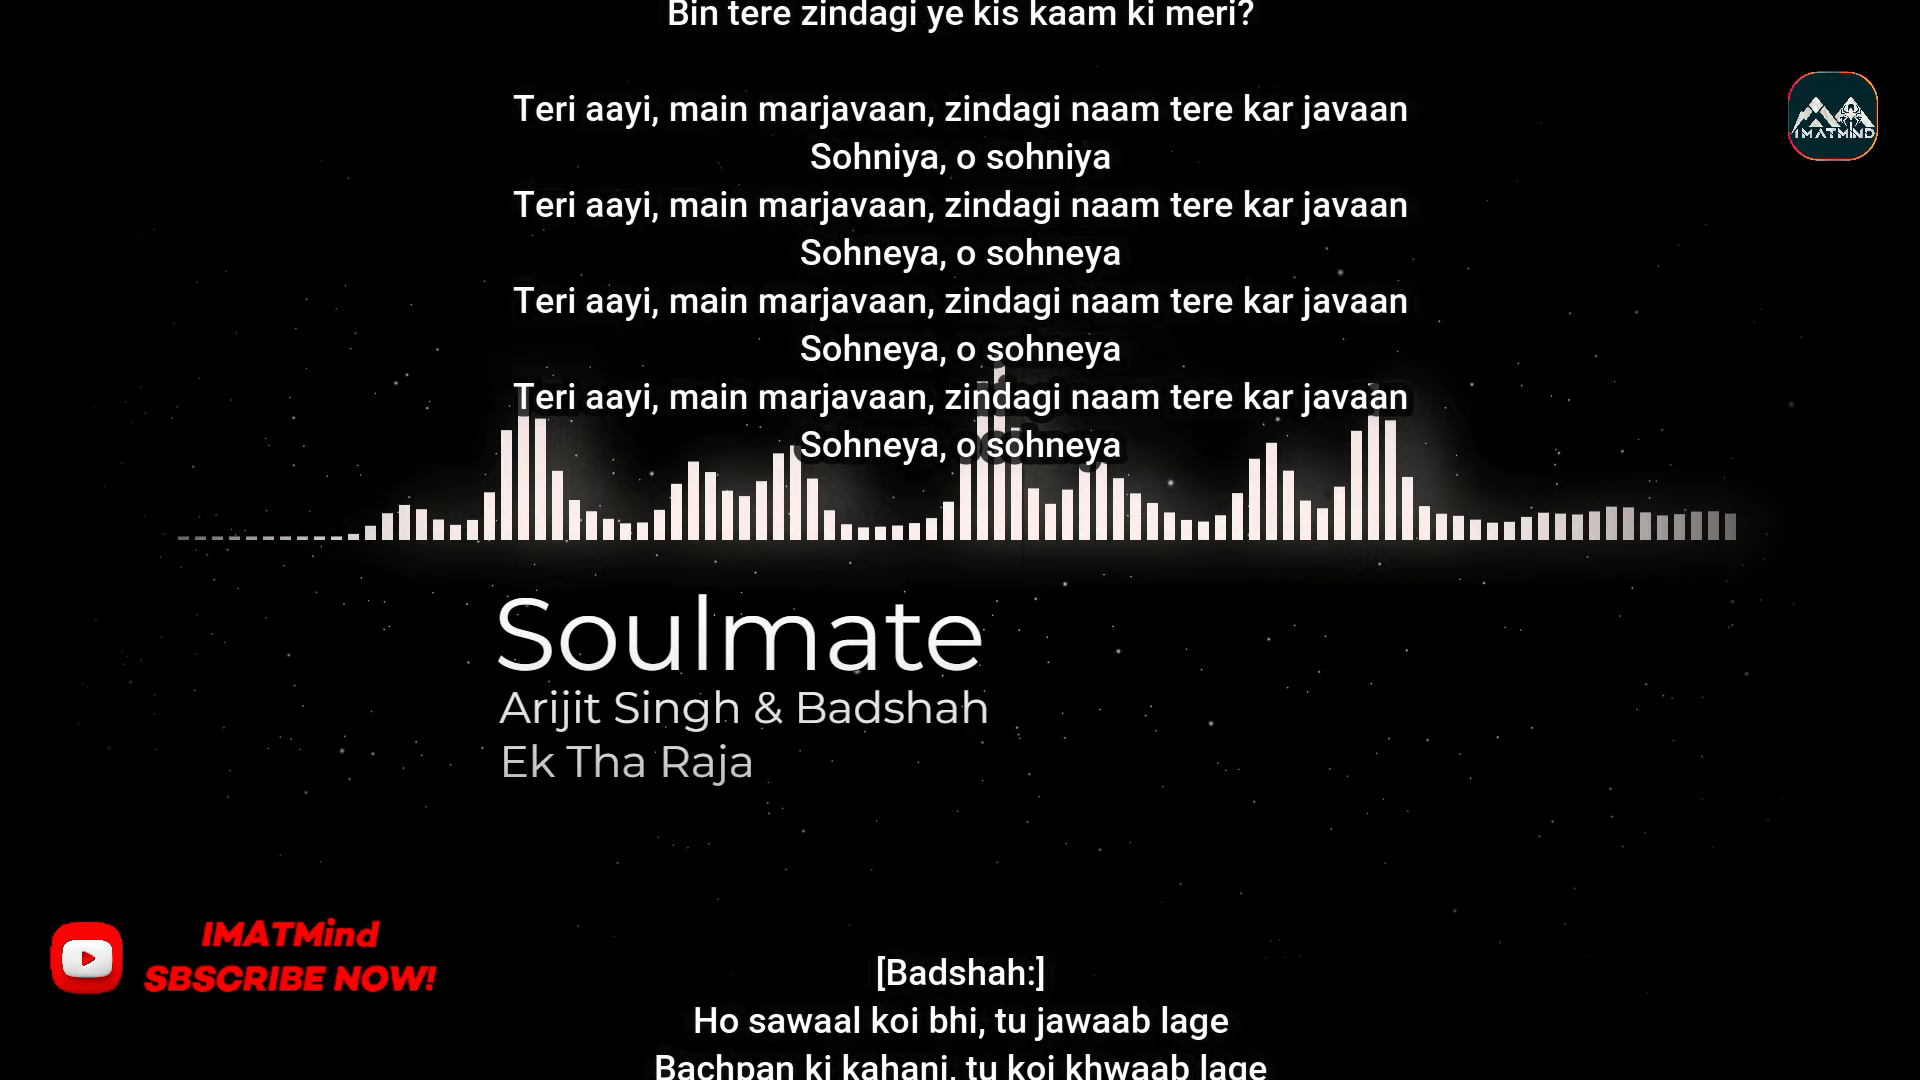 Bin tere zindagi ye kis kaam ki meri?
Teri aayi, main marjavaan, zindagi naam tere kar javaan
Sohniya, o sohniya
Teri aayi, main marjavaan, zindagi naam tere kar javaan
Sohneya, o sohneya
Teri aayi, main marjavaan, zindagi naam tere kar javaan
Sohneya, o sohneya
Teri aayi, main marjavaan, zindagi naam tere kar javaan
Sohneya, o sohneya
IMATMIND
Soulmate
Arijit Singh & Badshah
Ek Tha Raja
IMATMind
SBSCRIBE NOW!
[Badshah:]
Ho sawaal koi bhi, tu jawaab lage
Bachpan ki kahani, tu koi khwaab lage